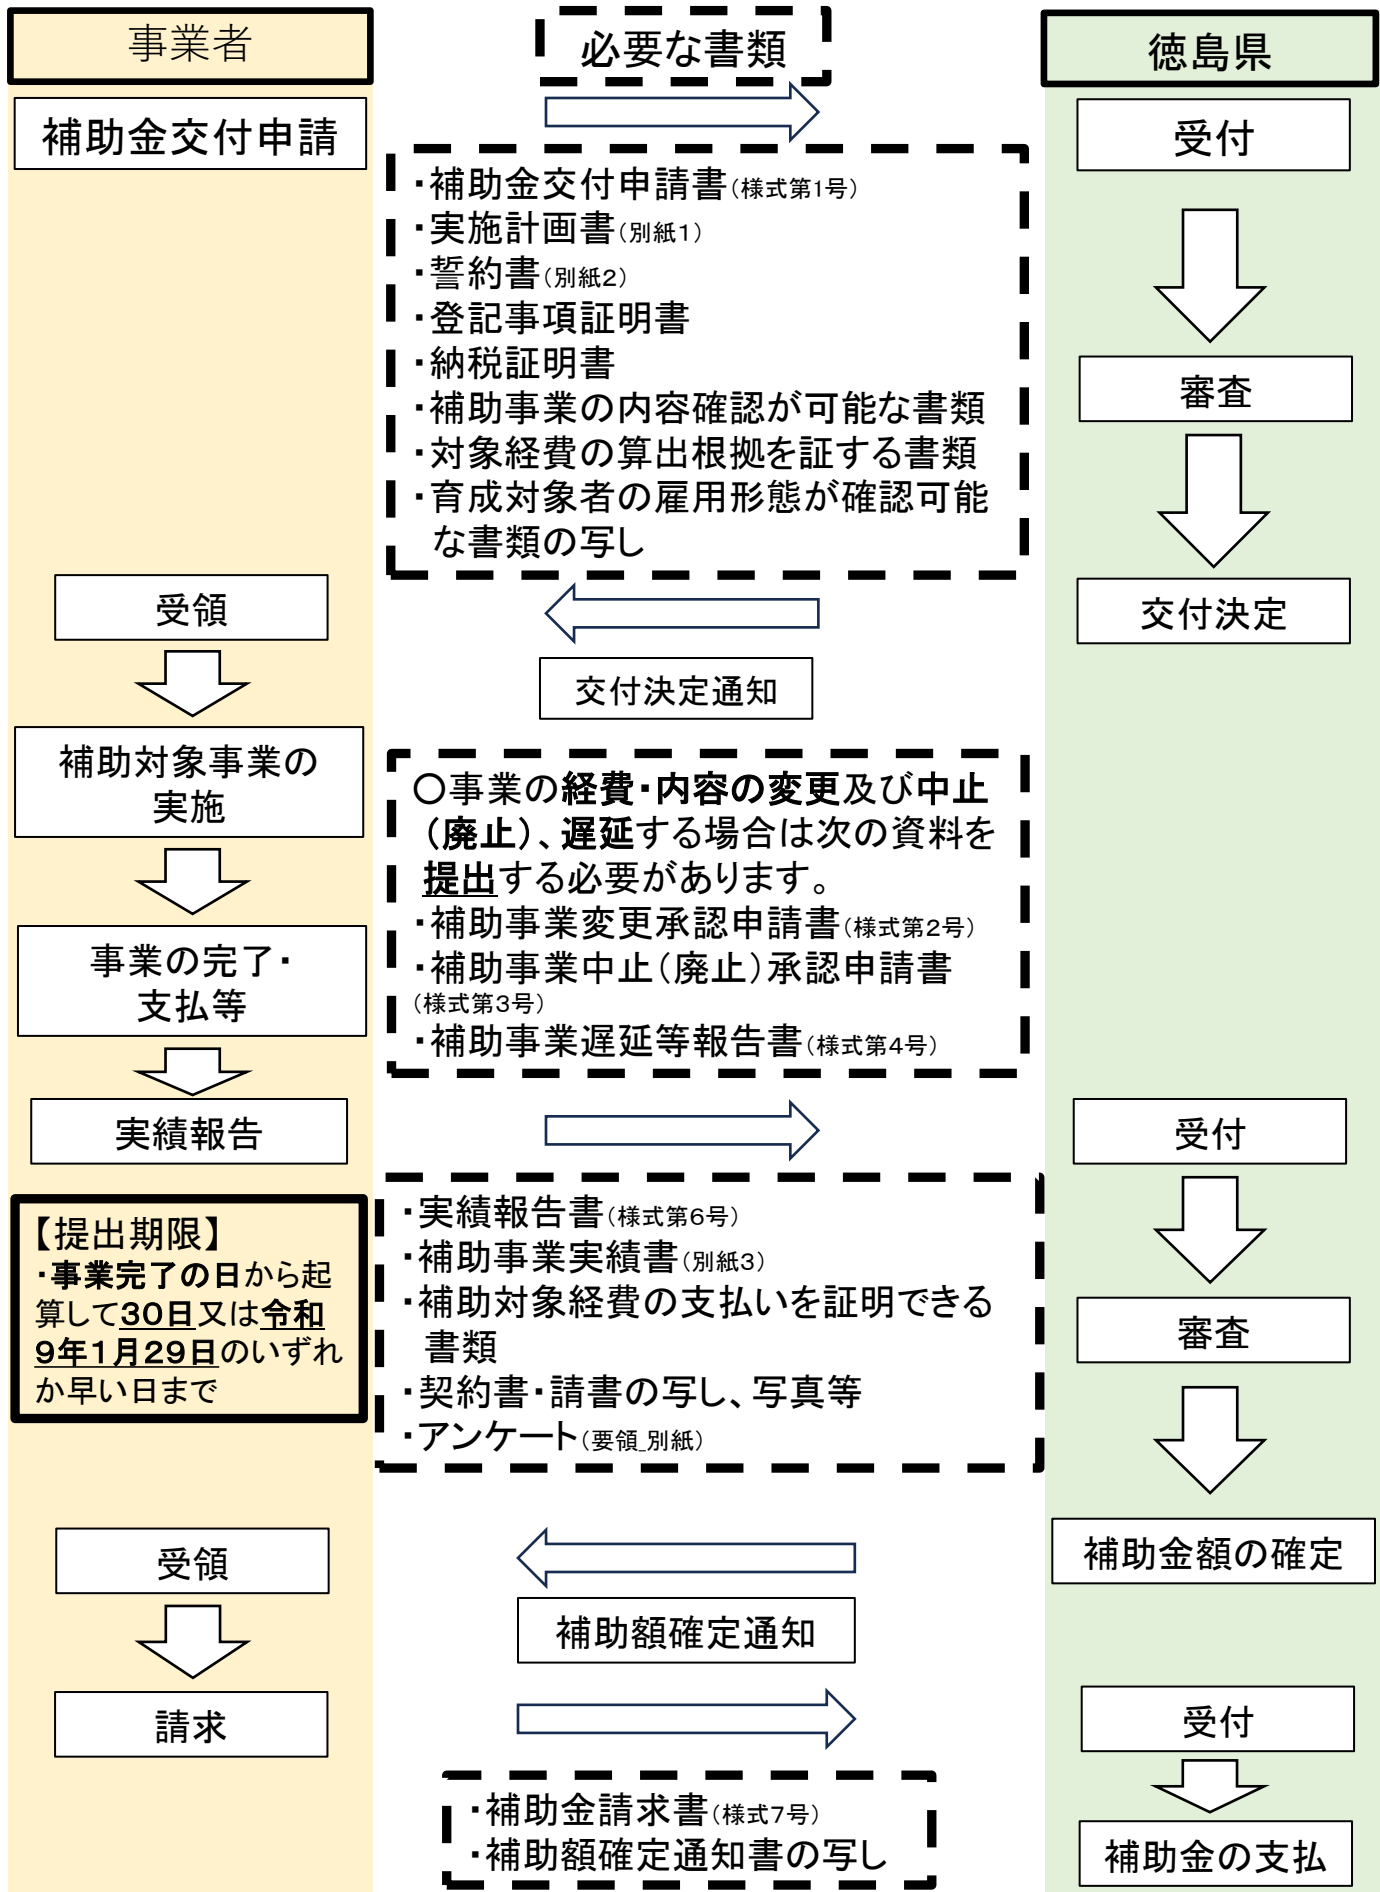 事業者
必要な書類
徳島県
補助金交付申請
受付
・補助金交付申請書(様式第1号)
・実施計画書(別紙1)
・誓約書(別紙2)
・登記事項証明書
・納税証明書
・補助事業の内容確認が可能な書類
・対象経費の算出根拠を証する書類
・育成対象者の雇用形態が確認可能
な書類の写し
審査
受領
交付決定
交付決定通知
補助対象事業の
実施
〇事業の経費・内容の変更及び中止
(廃止)、遅延する場合は次の資料を
提出する必要があります。
・補助事業変更承認申請書(様式第2号)
・補助事業中止(廃止)承認申請書
(様式第3号)
・補助事業遅延等報告書(様式第4号)
事業の完了・
支払等
実績報告
受付
【提出期限】
・事業完了の日から起
算して30日又は令和
9年1月29日のいずれ
か早い日まで
・実績報告書(様式第6号)
・補助事業実績書(別紙3)
・補助対象経費の支払いを証明できる
書類
・契約書・請書の写し、写真等
・アンケート(要領_別紙)
審査
受領
補助金額の確定
補助額確定通知
請求
受付
・補助金請求書(様式7号)
・補助額確定通知書の写し
補助金の支払